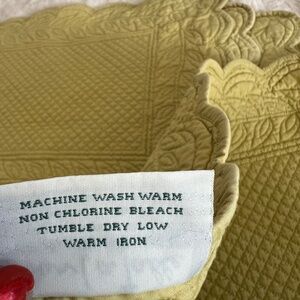 MACHINE WASH WARM
NON CHLORINE BLEACH
TUMBLE DRY LOW
WARM IRON